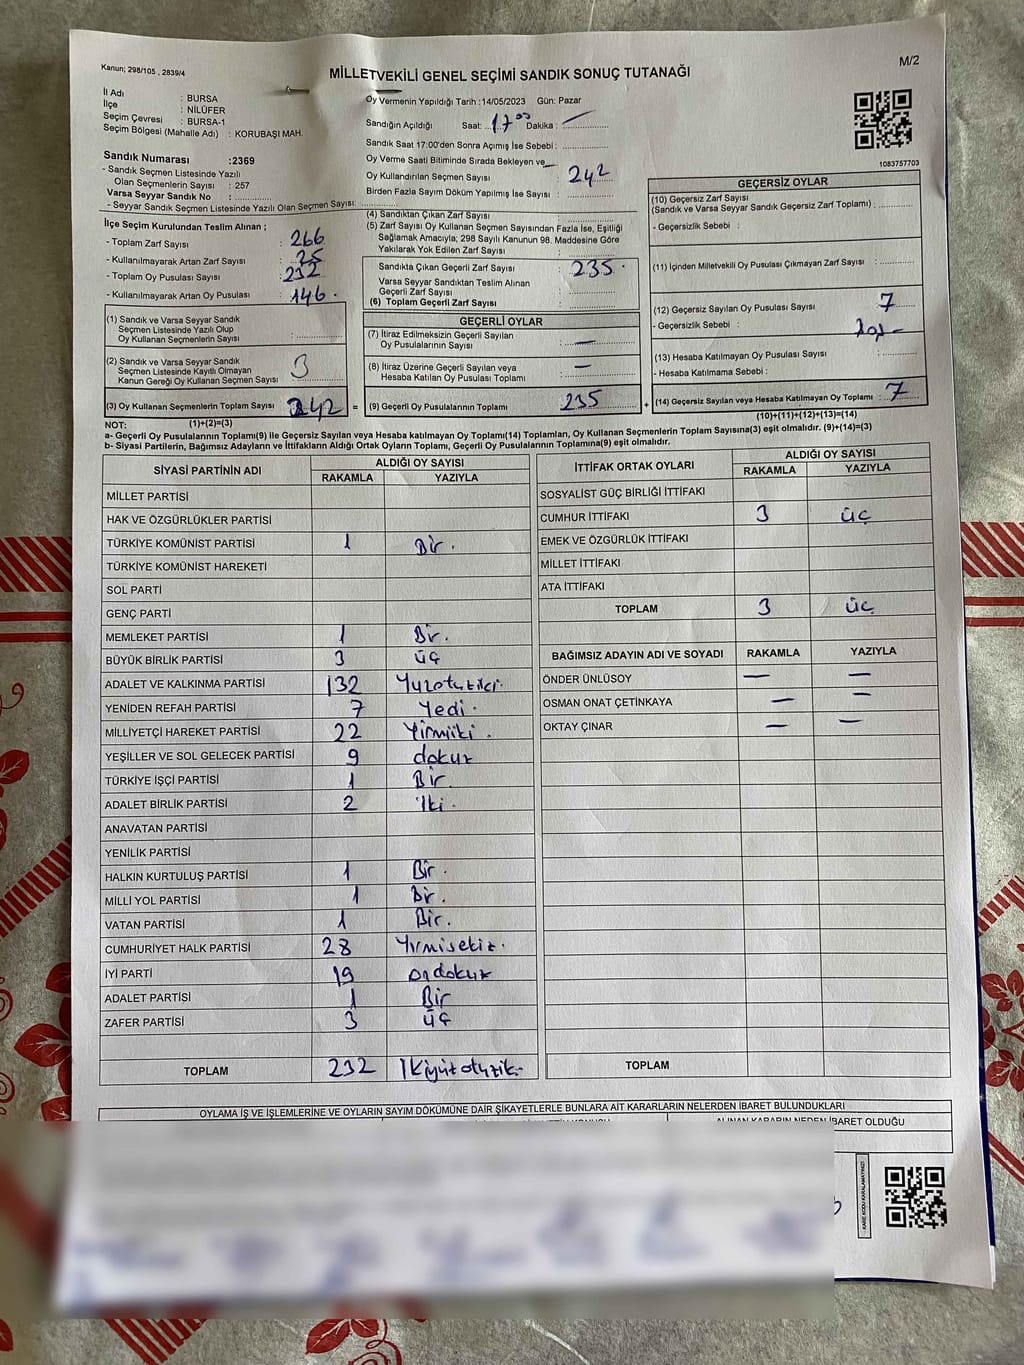 Kanun; 298/105 , 2839/4
M/2
MİLLETVEKİLİ GENEL SEÇİMİ SANDIK SONUÇ TUTANAĞI
İl Adı : BURSA
İlçe : NİLÜFER
Seçim Çevresi : BURSA-1
Seçim Bölgesi (Mahalle Adı) : KORUBAŞI MAH.
Sandık Numarası :2369
- Sandık Seçmen Listesinde Yazılı
Olan Seçmenlerin Sayısı : 257
Varsa Seyyar Sandık No :
- Seyyar Sandık Seçmen Listesinde Yazılı Olan Seçmen Sayısı:
Oy Vermenin Yapıldığı Tarih :14/05/2023 Gün: Pazar
Sandığın Açıldığı Saat: 17 00 Dakika :
Sandık Saat 17:00'den Sonra Açımış İse Sebebi :
Oy Verme Saati Bitiminde Sırada Bekleyen ve
Oy Kullandırılan Seçmen Sayısı : 242
Birden Fazla Sayım Döküm Yapılmış İse Sayısı :
1083757703
İlçe Seçim Kurulundan Teslim Alınan ;
- Toplam Zarf Sayısı : 266
- Kullanılmayarak Artan Zarf Sayısı : 25
- Toplam Oy Pusulası Sayısı : 232
- Kullanılmayarak Artan Oy Pusulası : 146
(1) Sandık ve Varsa Seyyar Sandık
Seçmen Listesinde Yazılı Olup
Oy Kullanan Seçmenlerin Sayısı :
(2) Sandık ve Varsa Seyyar Sandık
Seçmen Listesinde Kayıtlı Olmayan
Kanun Gereği Oy Kullanan Seçmen Sayısı : 3
(3) Oy Kullanan Seçmenlerin Toplam Sayısı : 242 =
(4) Sandıktan Çıkan Zarf Sayısı :
(5) Zarf Sayısı Oy Kullanan Seçmen Sayısından Fazla İse, Eşitliği
Sağlamak Amacıyla; 298 Sayılı Kanunun 98. Maddesine Göre
Yakılarak Yok Edilen Zarf Sayısı :
Sandıkta Çıkan Geçerli Zarf Sayısı : 235
Varsa Seyyar Sandıktan Teslim Alınan
Geçerli Zarf Sayısı :
(6) Toplam Geçerli Zarf Sayısı :
GEÇERLİ OYLAR
(7) İtiraz Edilmeksizin Geçerli Sayılan
Oy Pusulalarının Sayısı : —
(8) İtiraz Üzerine Geçerli Sayılan veya
Hesaba Katılan Oy Pusulası Toplamı : —
(9) Geçerli Oy Pusulalarının Toplamı : 235 +
GEÇERSİZ OYLAR
(10) Geçersiz Zarf Sayısı
(Sandık ve Varsa Seyyar Sandık Geçersiz Zarf Toplamı) :
- Geçersizlik Sebebi :
(11) İçinden Milletvekili Oy Pusulası Çıkmayan Zarf Sayısı :
(12) Geçersiz Sayılan Oy Pusulası Sayısı : 7
- Geçersizlik Sebebi :
(13) Hesaba Katılmayan Oy Pusulası Sayısı :
- Hesaba Katılmama Sebebi :
(14) Geçersiz Sayılan veya Hesaba Katılmayan Oy Toplamı : 7
NOT: (1)+(2)=(3)
(10)+(11)+(12)+(13)=(14)
a- Geçerli Oy Pusulalarının Toplamı(9) ile Geçersiz Sayılan veya Hesaba katılmayan Oy Toplamı(14) Toplamları, Oy Kullanan Seçmenlerin Toplam Sayısına(3) eşit olmalıdır. (9)+(14)=(3)
b- Siyasi Partilerin, Bağımsız Adayların ve İttifakların Aldığı Ortak Oyların Toplamı, Geçerli Oy Pusulalarının Toplamına(9) eşit olmalıdır.
SİYASİ PARTİNİN ADI ALDIĞI OY SAYISI
RAKAMLA YAZIYLA
MİLLET PARTİSİ
HAK VE ÖZGÜRLÜKLER PARTİSİ
TÜRKİYE KOMÜNİST PARTİSİ 1 Bir.
TÜRKİYE KOMÜNİST HAREKETİ
SOL PARTİ
GENÇ PARTİ
MEMLEKET PARTİSİ 1 Bir.
BÜYÜK BİRLİK PARTİSİ 3 üç
ADALET VE KALKINMA PARTİSİ 132 Yüzotuziki.
YENİDEN REFAH PARTİSİ 7 Yedi.
MİLLİYETÇİ HAREKET PARTİSİ 22 Yirmiiki.
YEŞİLLER VE SOL GELECEK PARTİSİ 9 dokuz
TÜRKİYE İŞÇİ PARTİSİ 1 Bir.
ADALET BİRLİK PARTİSİ 2 iki.
ANAVATAN PARTİSİ
YENİLİK PARTİSİ
HALKIN KURTULUŞ PARTİSİ 1 Bir.
MİLLİ YOL PARTİSİ 1 Bir.
VATAN PARTİSİ 1 Bir.
CUMHURİYET HALK PARTİSİ 28 Yirmisekiz.
İYİ PARTİ 19 Ondokuz
ADALET PARTİSİ 1 Bir
ZAFER PARTİSİ 3 üç
TOPLAM 232 İkiyüzotuziki.
İTTİFAK ORTAK OYLARI ALDIĞI OY SAYISI
RAKAMLA YAZIYLA
SOSYALİST GÜÇ BİRLİĞİ İTTİFAKI
CUMHUR İTTİFAKI 3 üç
EMEK VE ÖZGÜRLÜK İTTİFAKI
MİLLET İTTİFAKI
ATA İTTİFAKI
TOPLAM 3 üç
BAĞIMSIZ ADAYIN ADI VE SOYADI RAKAMLA YAZIYLA
ÖNDER ÜNLÜSOY — —
OSMAN ONAT ÇETİNKAYA — —
OKTAY ÇINAR — —
TOPLAM
OYLAMA İŞ VE İŞLEMLERİNE VE OYLARIN SAYIM DÖKÜMÜNE DAİR ŞİKAYETLERLE BUNLARA AİT KARARLARIN NELERDEN İBARET BULUNDUKLARI
ALINAN KARARIN NEDEN İBARET OLDUĞU
KARE KODU KARALAMAYINIZ!